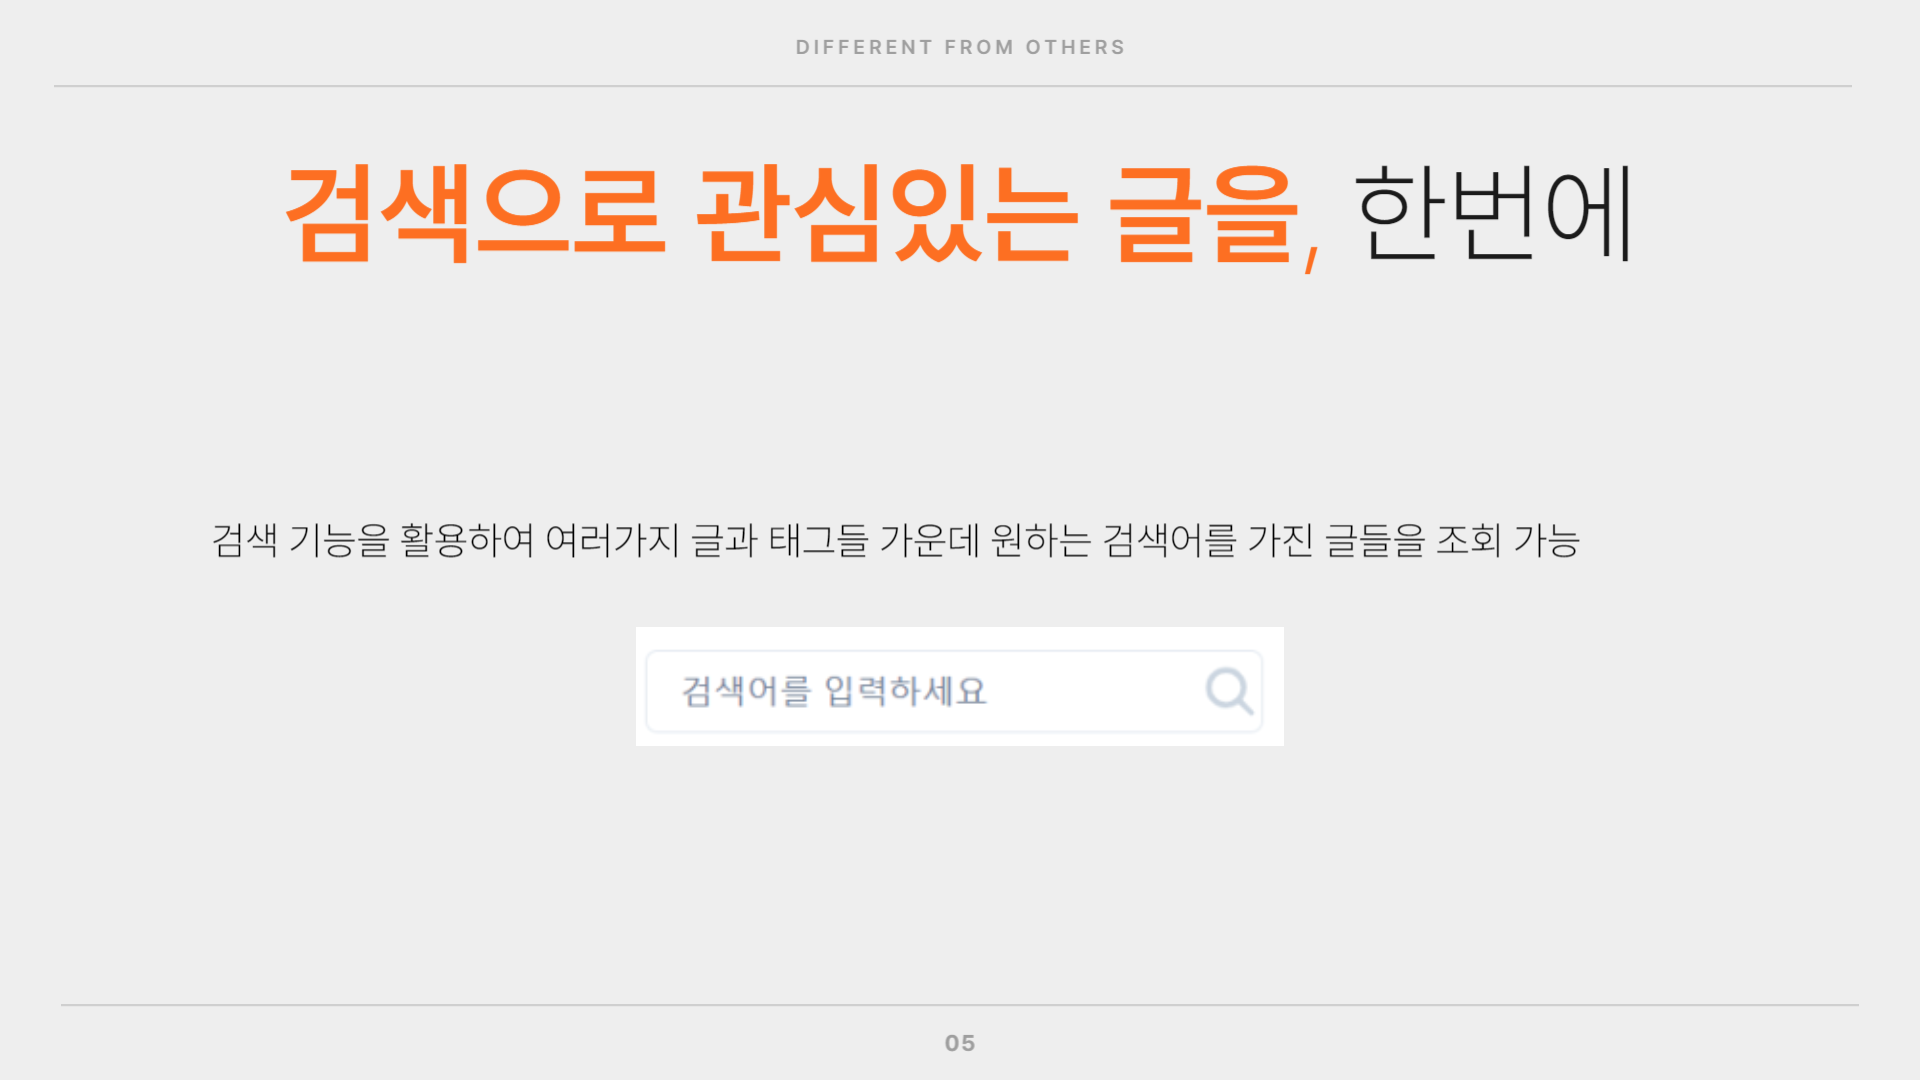 DIFFERENT FROM OTHERS
검색으로 관심있는 글을, 한번에
검색 기능을 활용하여 여러가지 글과 태그들 가운데 원하는 검색어를 가진 글들을 조회 가능
검색어를 입력하세요
05